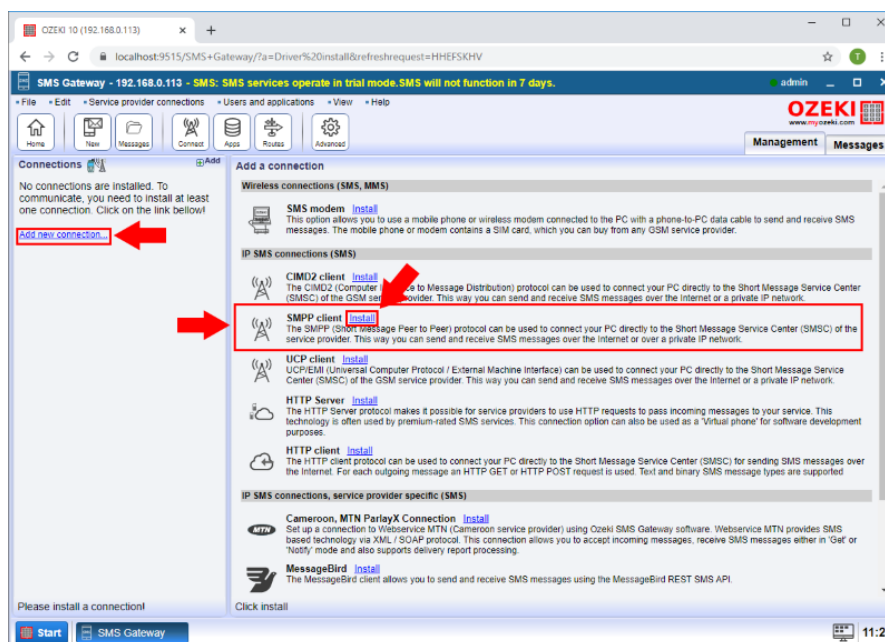 OZEKI 10 (192.168.0.113)
localhost:9515/SMS+Gateway/?a=Driver%20install&refreshrequest=HHEFSKHV
T
SMS Gateway - 192.168.0.113 - SMS: SMS services operate in trial mode.SMS will not function in 7 days.
admin
File Edit Service provider connections Users and applications View Help
OZEKI
www.myozeki.com
Home New Messages Connect Apps Routes Advanced
Management Messages
Connections Add
No connections are installed. To
communicate, you need to install at least
one connection. Click on the link bellow!
Add new connection...
Please install a connection!
Add a connection
Wireless connections (SMS, MMS)
SMS modem Install
This option allows you to use a mobile phone or wireless modem connected to the PC with a phone-to-PC data cable to send and receive SMS
messages. The mobile phone or modem contains a SIM card, which you can buy from any GSM service provider.
IP SMS connections (SMS)
CIMD2 client Install
The CIMD2 (Computer to Message Distribution) protocol can be used to connect your PC directly to the Short Message Service Center
(SMSC) of the GSM service provider. This way you can send and receive SMS messages over the Internet or a private IP network.
SMPP client Install
The SMPP (Short Message Peer to Peer) protocol can be used to connect your PC directly to the Short Message Service Center (SMSC) of the
service provider. This way you can send and receive SMS messages over the Internet or over a private IP network.
UCP client Install
UCP/EMI (Universal Computer Protocol / External Machine Interface) can be used to connect your PC directly to the Short Message Service
Center (SMSC) of the GSM service provider. This way you can send and receive SMS messages over the Internet or a private IP network.
HTTP Server Install
The HTTP Server protocol makes it possible for service providers to use HTTP requests to pass incoming messages to your service. This
technology is often used by premium-rated SMS services. This connection option can also be used as a 'Virtual phone' for software development
purposes.
HTTP client Install
The HTTP client protocol can be used to connect your PC directly to the Short Message Service Center (SMSC) for sending SMS messages over
the Internet. For each outgoing message an HTTP GET or HTTP POST request is used. Text and binary SMS message types are supported
IP SMS connections, service provider specific (SMS)
MTN
Cameroon, MTN ParlayX Connection Install
Set up a connection to Webservice MTN (Cameroon service provider) using Ozeki SMS Gateway software. Webservice MTN provides SMS
based technology via XML / SOAP protocol. This connection allows you to accept incoming messages, receive SMS messages either in 'Get' or
'Notify' mode and also supports delivery report processing.
MessageBird Install
The MessageBird client allows you to send and receive SMS messages using the MessageBird REST SMS API.
Click install
Start SMS Gateway 11:2